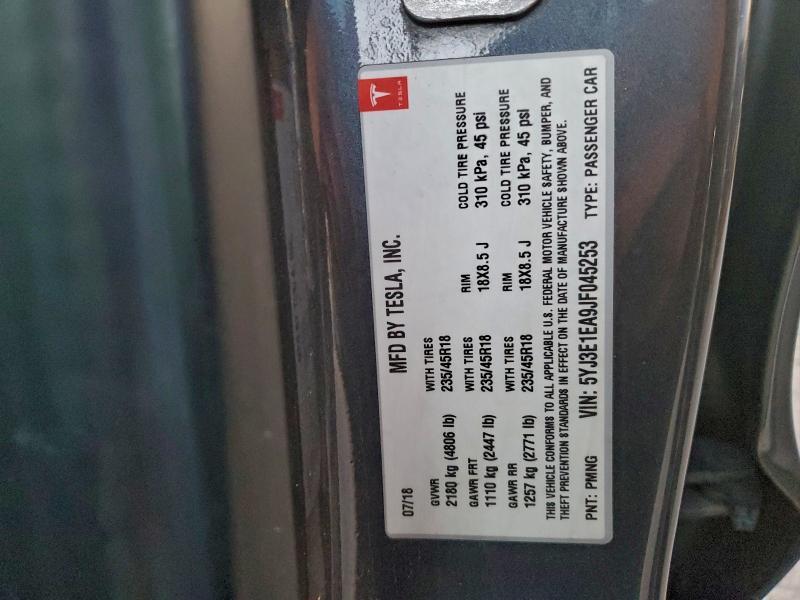 TESLA
MFD BY TESLA, INC.
07/18
GVWR WITH TIRES
2180 kg (4806 lb) 235/45R18
GAWR FRT WITH TIRES RIM COLD TIRE PRESSURE
1110 kg (2447 lb) 235/45R18 18X8.5 J 310 kPa, 45 psi
GAWR RR WITH TIRES RIM COLD TIRE PRESSURE
1257 kg (2771 lb) 235/45R18 18X8.5 J 310 kPa, 45 psi
THIS VEHICLE CONFORMS TO ALL APPLICABLE U.S. FEDERAL MOTOR VEHICLE SAFETY, BUMPER, AND
THEFT PREVENTION STANDARDS IN EFFECT ON THE DATE OF MANUFACTURE SHOWN ABOVE.
PNT: PMNG VIN: 5YJ3E1EA9JF045253 TYPE: PASSENGER CAR